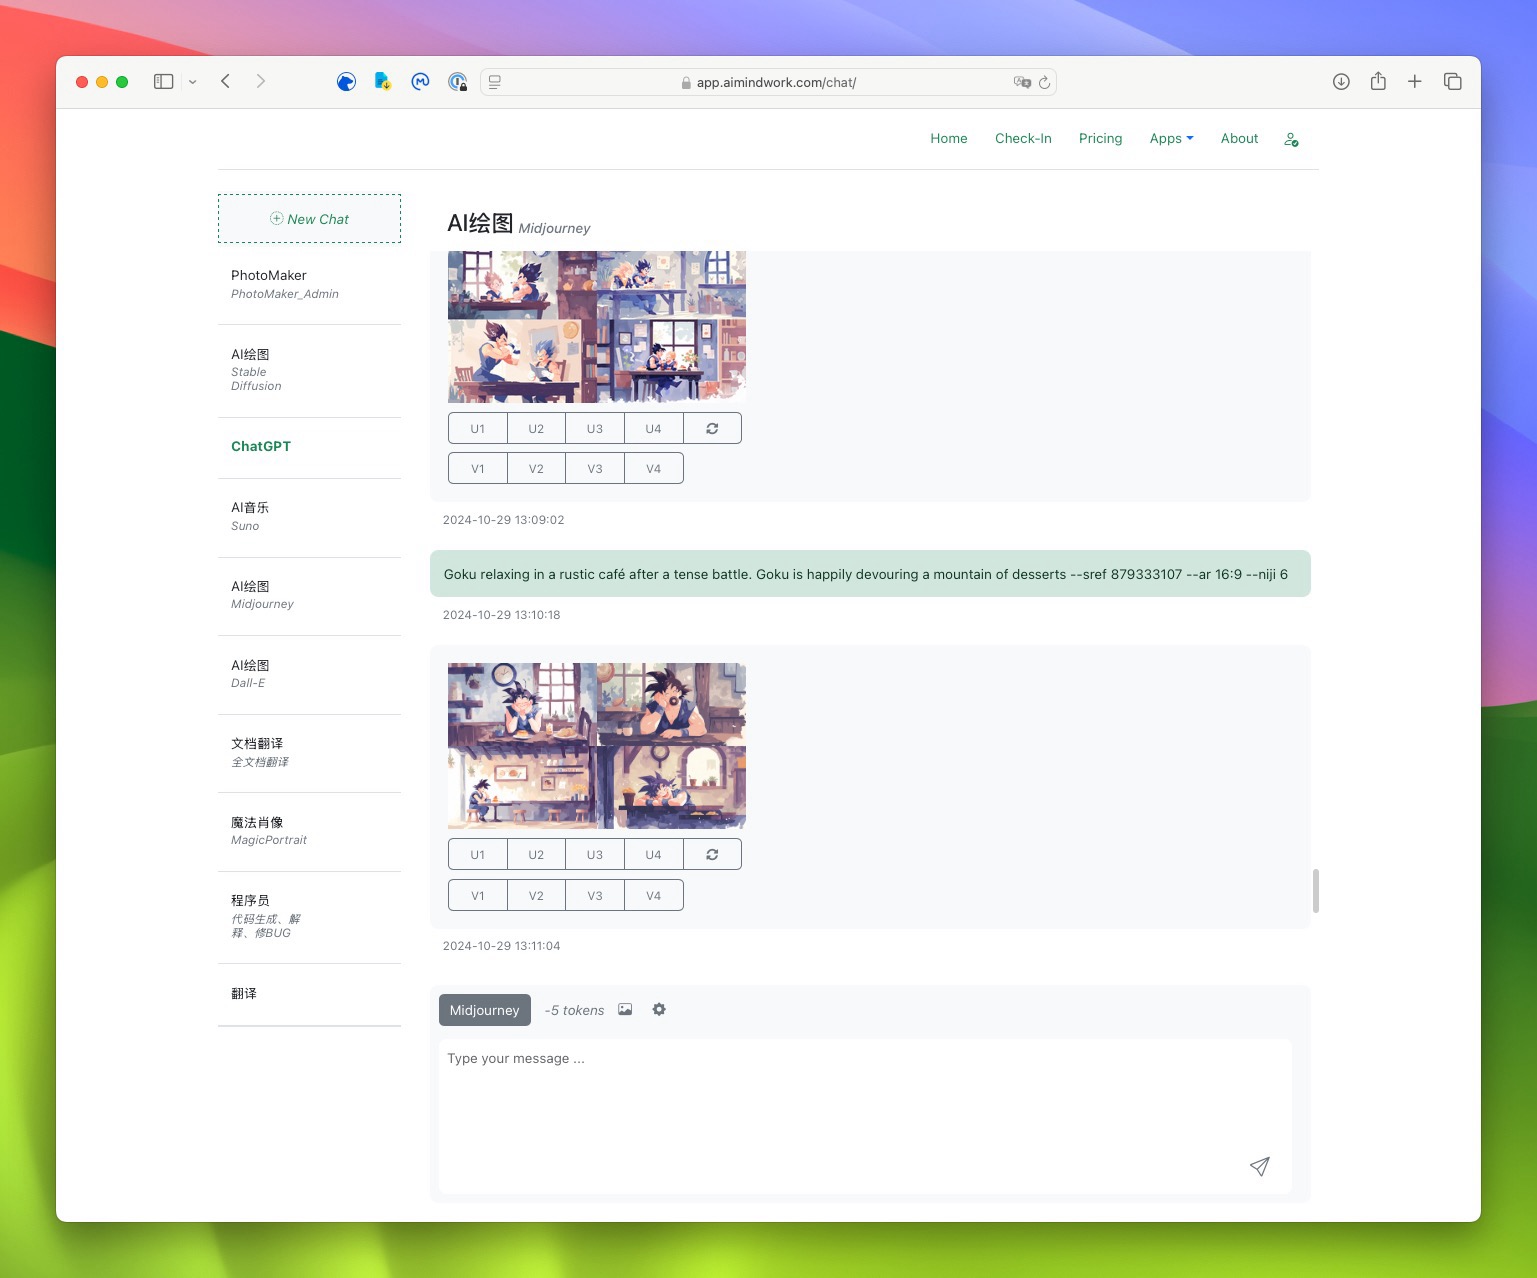 app.aimindwork.com/chat/
Home Check-In Pricing Apps About
New Chat
PhotoMaker
PhotoMaker_Admin
AI绘图
Stable
Diffusion
ChatGPT
AI音乐
Suno
AI绘图
Midjourney
AI绘图
Dall-E
文档翻译
全文档翻译
魔法肖像
MagicPortrait
程序员
代码生成、解
释、修BUG
翻译
AI绘图 Midjourney
U1 U2 U3 U4
V1 V2 V3 V4
2024-10-29 13:09:02
Goku relaxing in a rustic café after a tense battle. Goku is happily devouring a mountain of desserts --sref 879333107 --ar 16:9 --niji 6
2024-10-29 13:10:18
U1 U2 U3 U4
V1 V2 V3 V4
2024-10-29 13:11:04
Midjourney -5 tokens
Type your message ...